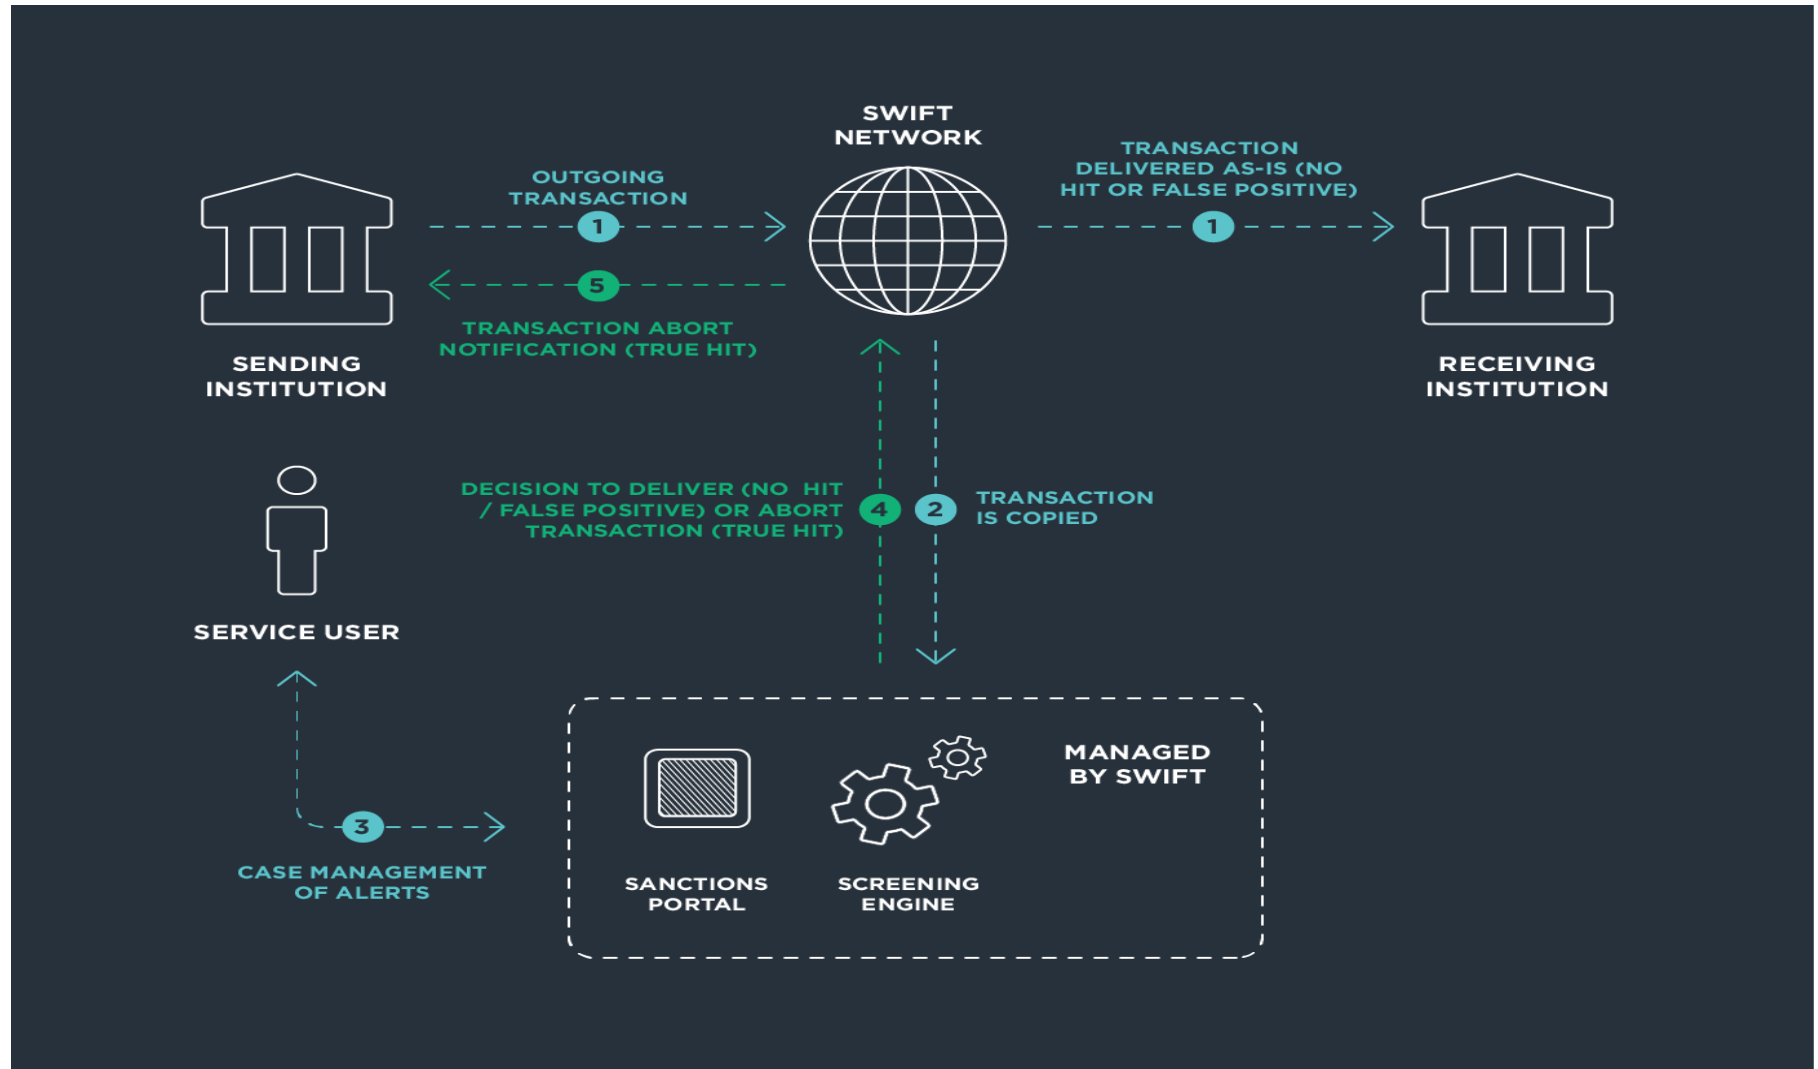 SWIFT
NETWORK
OUTGOING
TRANSACTION
1
TRANSACTION
DELIVERED AS-IS (NO
HIT OR FALSE POSITIVE)
1
5
TRANSACTION ABORT
NOTIFICATION (TRUE HIT)
SENDING
INSTITUTION
RECEIVING
INSTITUTION
DECISION TO DELIVER (NO HIT
/ FALSE POSITIVE) OR ABORT
TRANSACTION (TRUE HIT)
4
2
TRANSACTION
IS COPIED
SERVICE USER
3
CASE MANAGEMENT
OF ALERTS
MANAGED
BY SWIFT
SANCTIONS
PORTAL
SCREENING
ENGINE